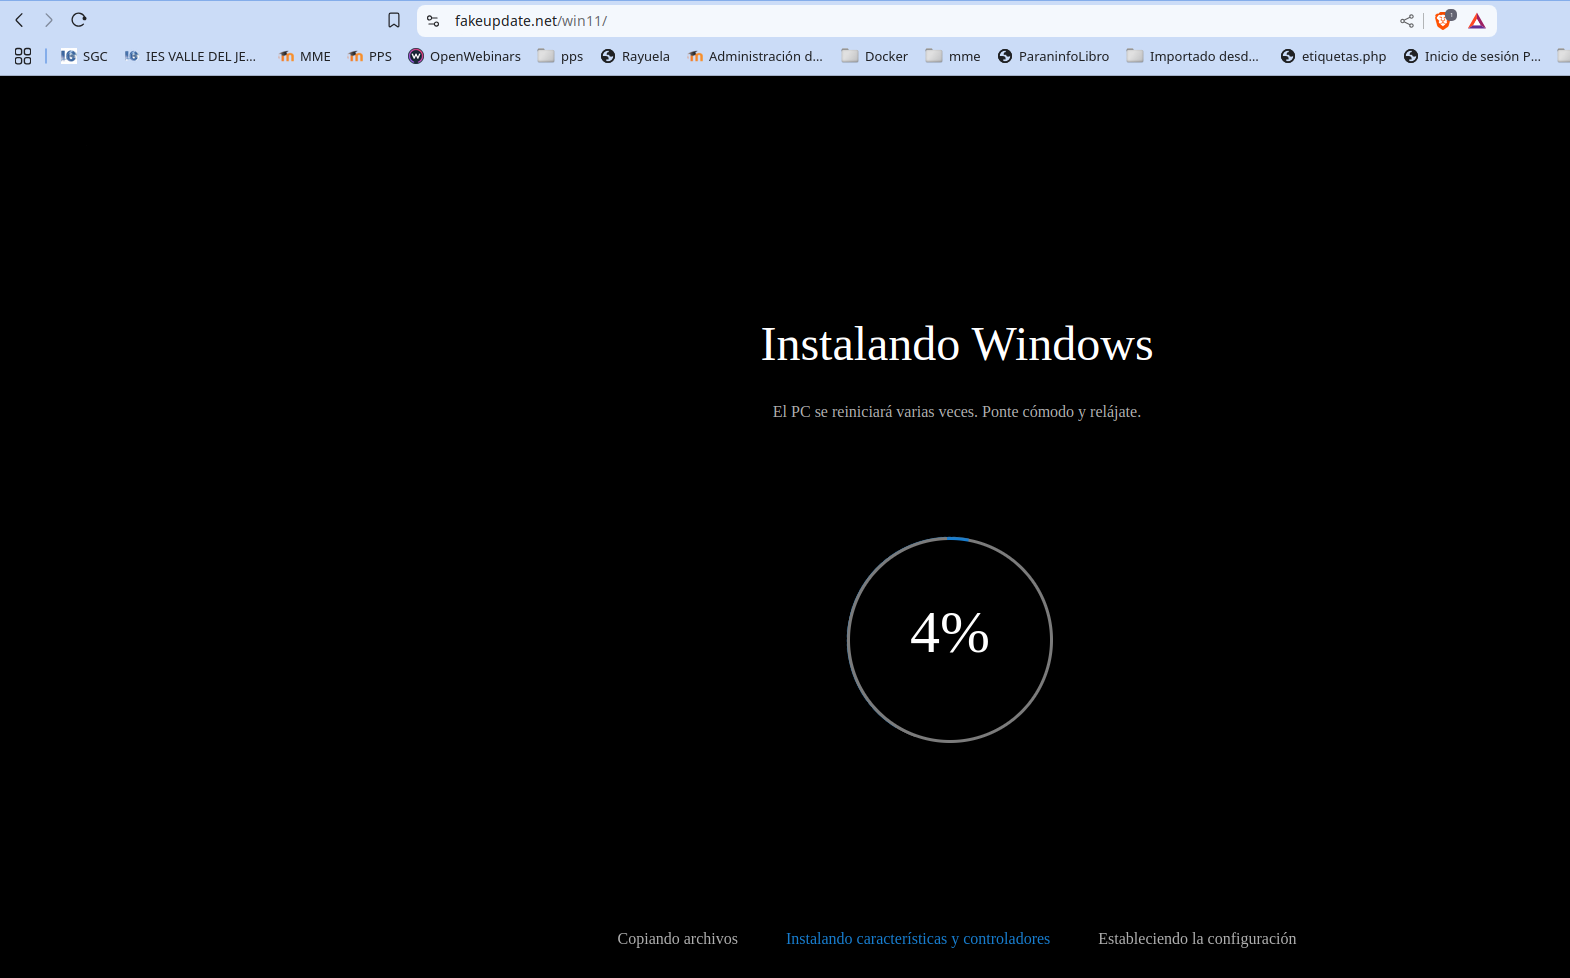 fakeupdate.net/win11/
SGC IES VALLE DEL JE... MME PPS OpenWebinars pps Rayuela Administración d... Docker mme ParaninfoLibro Importado desd... etiquetas.php Inicio de sesión P...
Instalando Windows
El PC se reiniciará varias veces. Ponte cómodo y relájate.
4%
Copiando archivos Instalando características y controladores Estableciendo la configuración